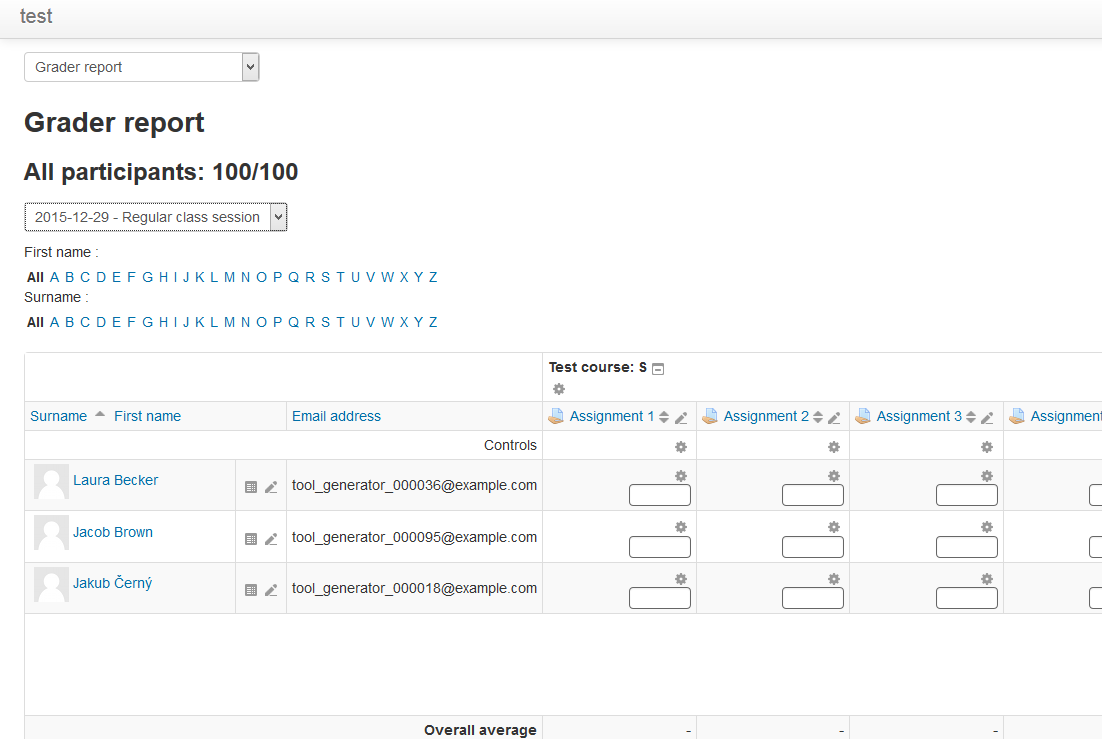 test
Grader report
Grader report
All participants: 100/100
2015-12-29 - Regular class session
First name :
All A B C D E F G H I J K L M N O P Q R S T U V W X Y Z
Surname :
All A B C D E F G H I J K L M N O P Q R S T U V W X Y Z
Test course: S
Surname First name Email address Assignment 1 Assignment 2 Assignment 3 Assignment
Controls
Laura Becker tool_generator_000036@example.com
Jacob Brown tool_generator_000095@example.com
Jakub Černý tool_generator_000018@example.com
Overall average - - -